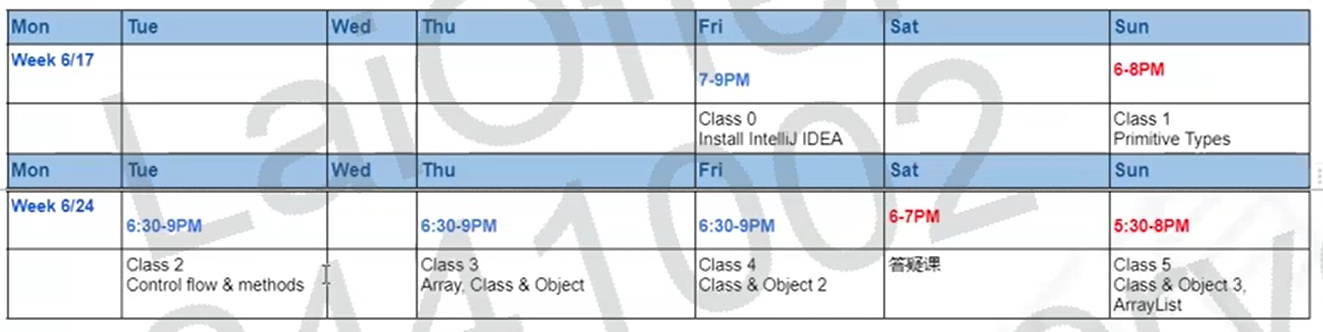 Mon Tue Wed Thu Fri Sat Sun
Week 6/17 7-9PM 6-8PM
Class 0 Class 1
Install IntelliJ IDEA Primitive Types
Mon Tue Wed Thu Fri Sat Sun
Week 6/24 6:30-9PM 6:30-9PM 6:30-9PM 6-7PM 5:30-8PM
Class 2 Class 3 Class 4 答疑课 Class 5
Control flow & methods Array, Class & Object Class & Object 2 Class & Object 3,
ArrayList